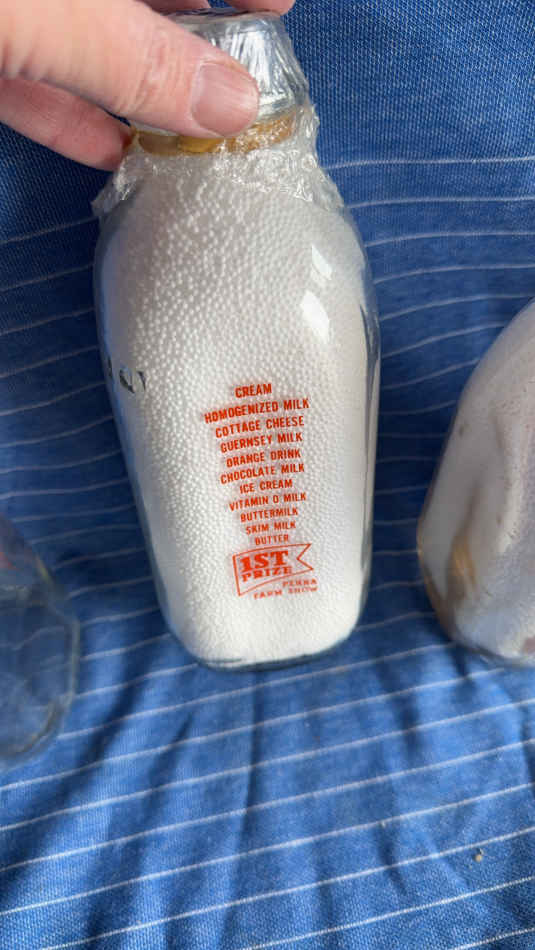 CREAM
HOMOGENIZED MILK
COTTAGE CHEESE
GUERNSEY MILK
ORANGE DRINK
CHOCOLATE MILK
ICE CREAM
VITAMIN D MILK
BUTTERMILK
SKIM MILK
BUTTER
1ST
PRIZE
PENNA
FARM SHOW